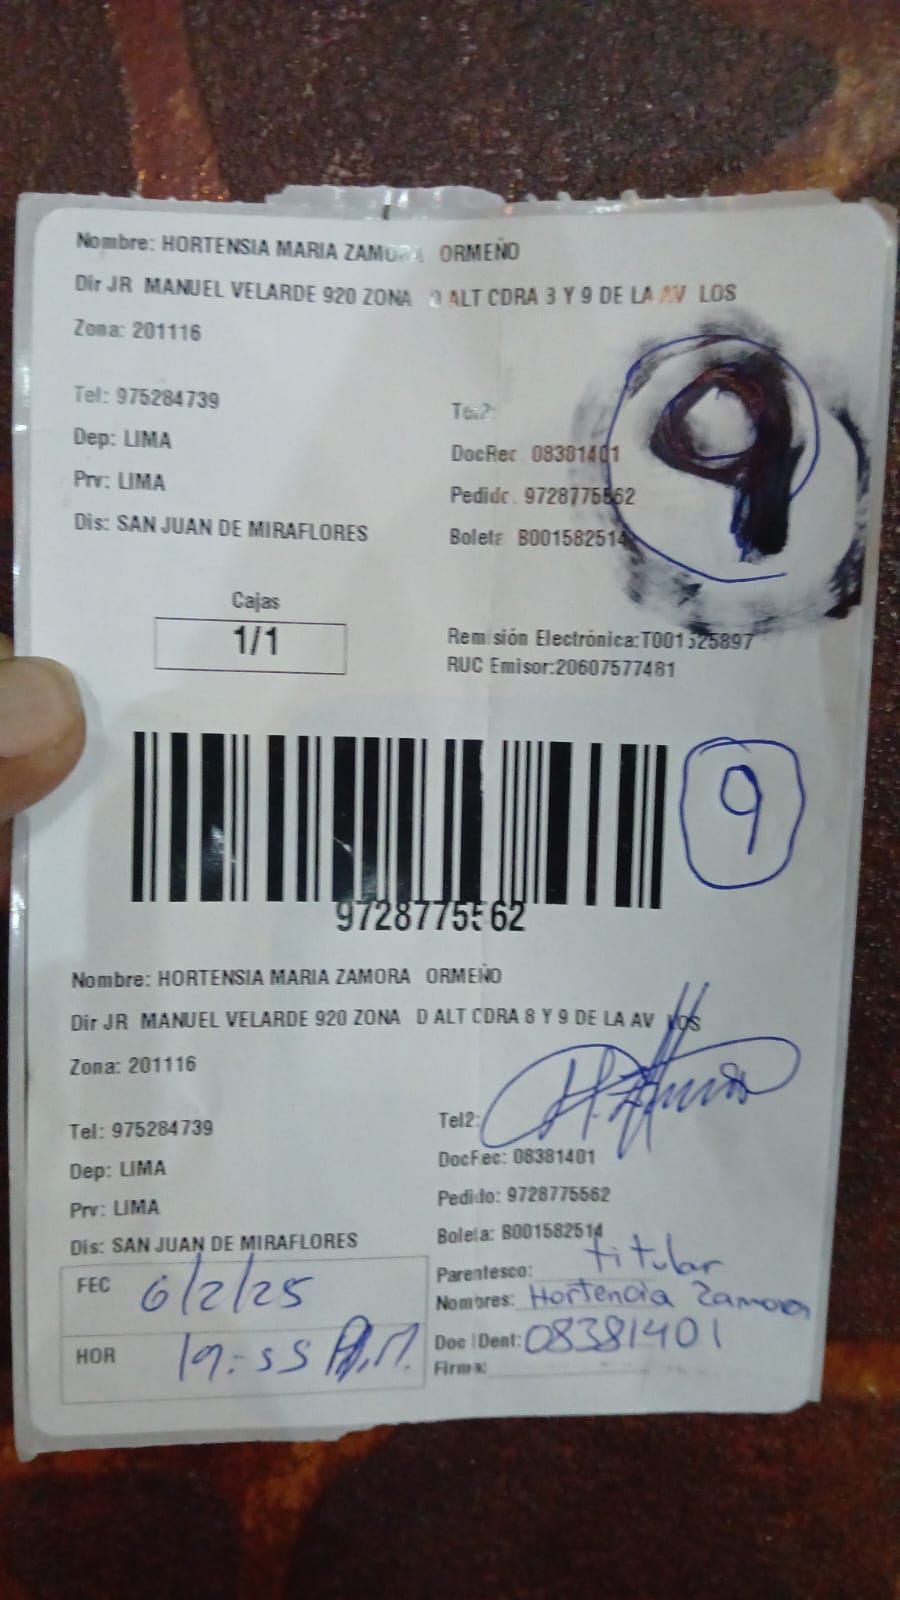 Nombre: HORTENSIA MARIA ZAMORA ORMEÑO
Dir JR MANUEL VELARDE 920 ZONA D ALT CDRA 3 Y 9 DE LA AV LOS
Zona: 201116
Tel: 975284739
Tel2:
Dep: LIMA
DocRec 08381401
Prv: LIMA
Pedido. 9728775562
Dis: SAN JUAN DE MIRAFLORES
Boleta B001582514
9
Cajas
1/1
Remisión Electrónica:T001325897
RUC Emisor:20607577481
9
9728775562
Nombre: HORTENSIA MARIA ZAMORA ORMEÑO
Dir JR MANUEL VELARDE 920 ZONA D ALT CDRA 8 Y 9 DE LA AV LOS
Zona: 201116
Tel: 975284739
Tel2:
Dep: LIMA
DocFec: 08381401
Prv: LIMA
Pedido: 9728775562
Dis: SAN JUAN DE MIRAFLORES
Boleta: B001582514
FEC 6/2/25
Parentesco: titular
Nombres: Hortencia Zamora
HOR 19:55 P.M.
Doc IDent: 08381401
Firma: